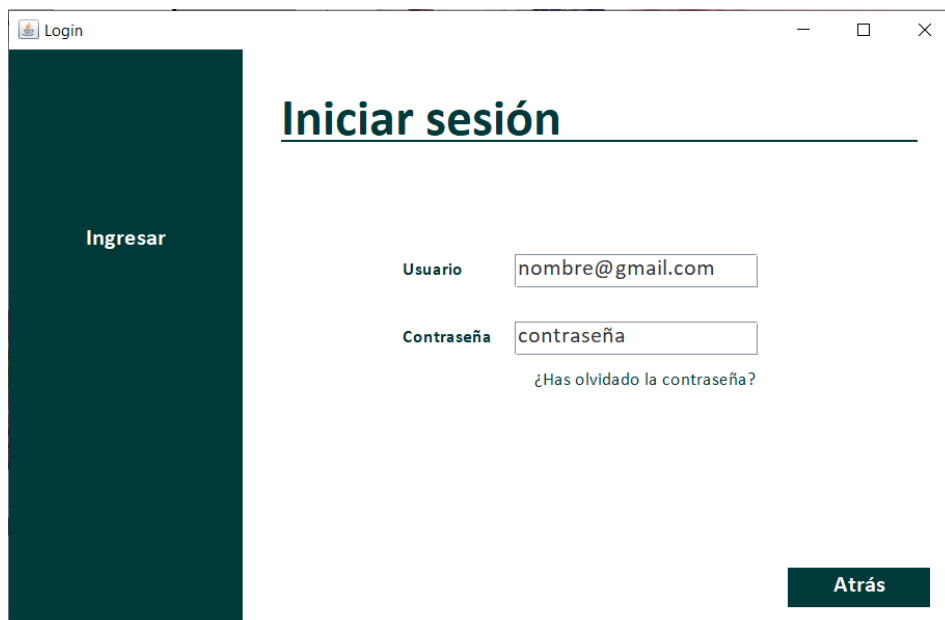 Login
Iniciar sesión
Ingresar
Usuario
nombre@gmail.com
Contraseña
contraseña
¿Has olvidado la contraseña?
Atrás